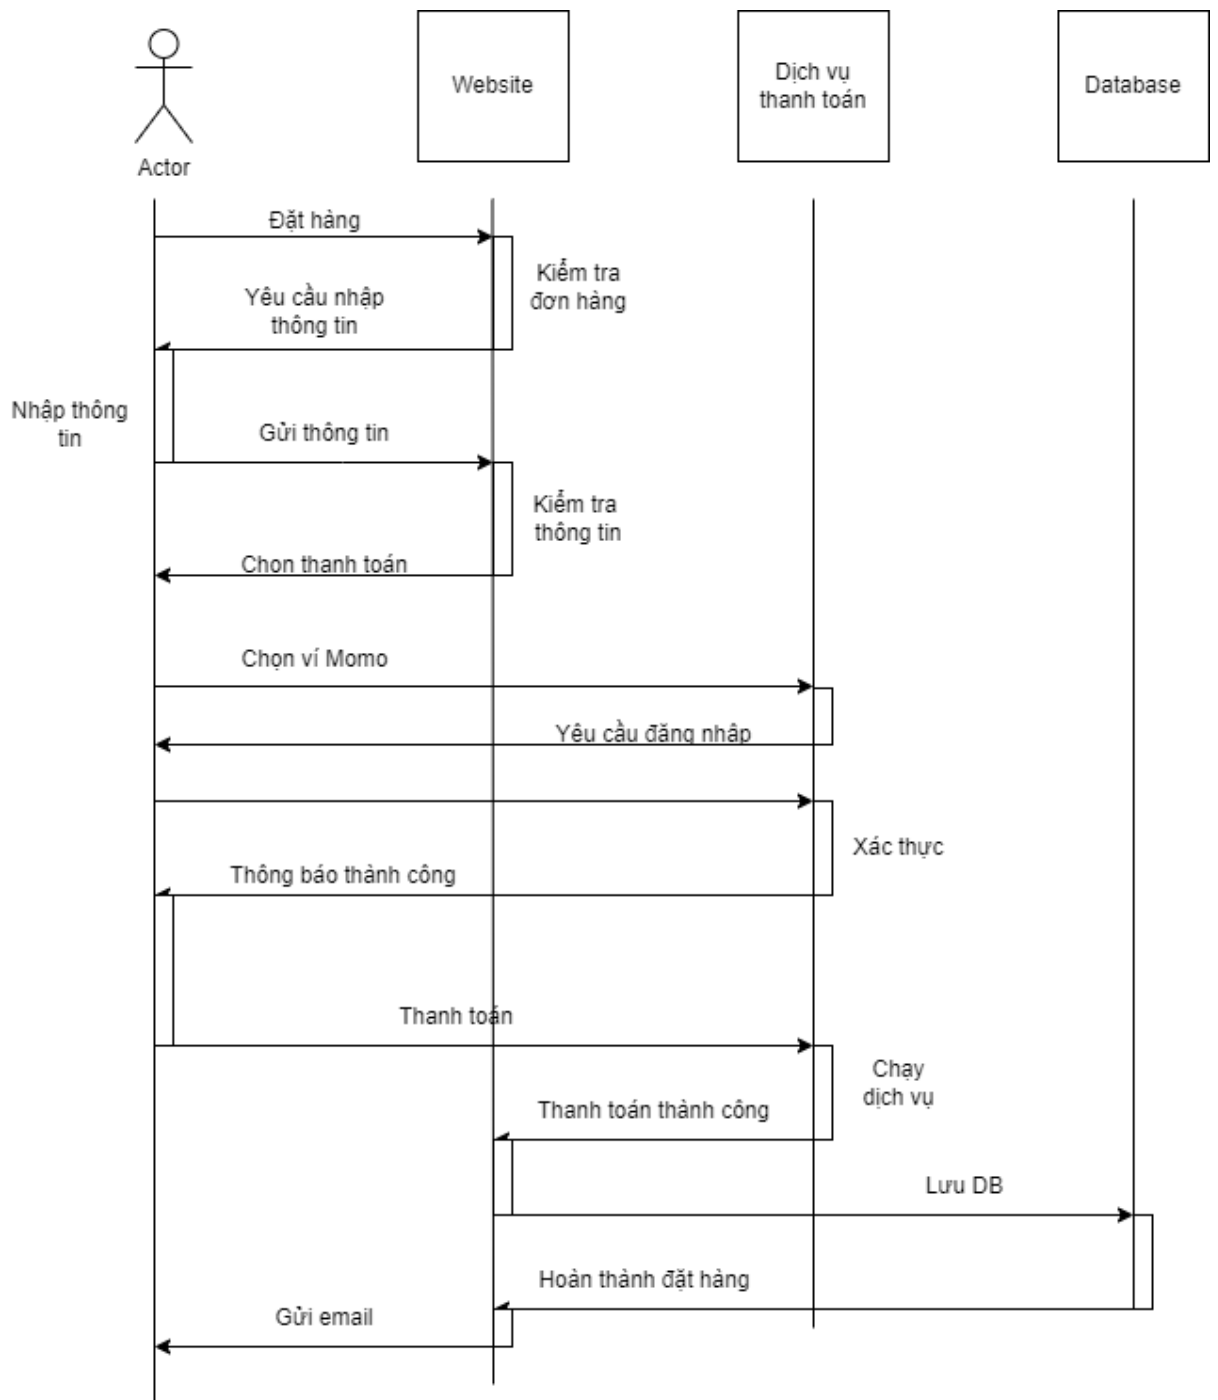 Actor
Website
Dịch vụ
thanh toán
Database
Đặt hàng
Kiểm tra
đơn hàng
Yêu cầu nhập
thông tin
Nhập thông
tin
Gửi thông tin
Kiểm tra
thông tin
Chon thanh toán
Chọn ví Momo
Yêu cầu đăng nhâp
Xác thực
Thông báo thành công
Thanh toán
Chạy
dịch vụ
Thanh toán thành công
Lưu DB
Hoàn thành đặt hàng
Gửi email